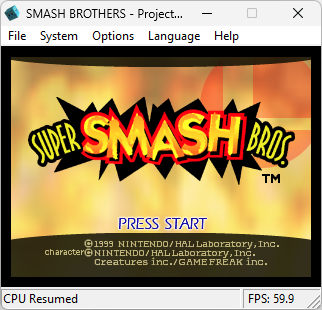 SMASH BROTHERS - Project...
File System Options Language Help
SUPER SMASH BROS.
TM
PRESS START
©1999 NINTENDO/HAL Laboratory, Inc.
character©NINTENDO/HAL Laboratory, Inc.
Creatures inc./GAME FREAK inc.
CPU Resumed FPS: 59.9